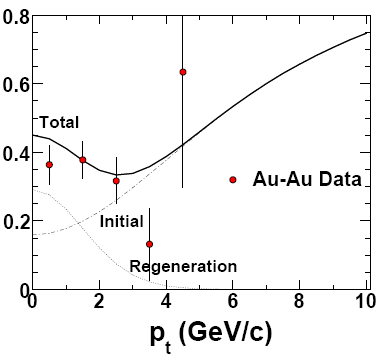 0.8
0.6
Total
0.4
Au-Au Data
0.2
Initial
Regeneration
0
0 2 4 6 8 10
pt (GeV/c)